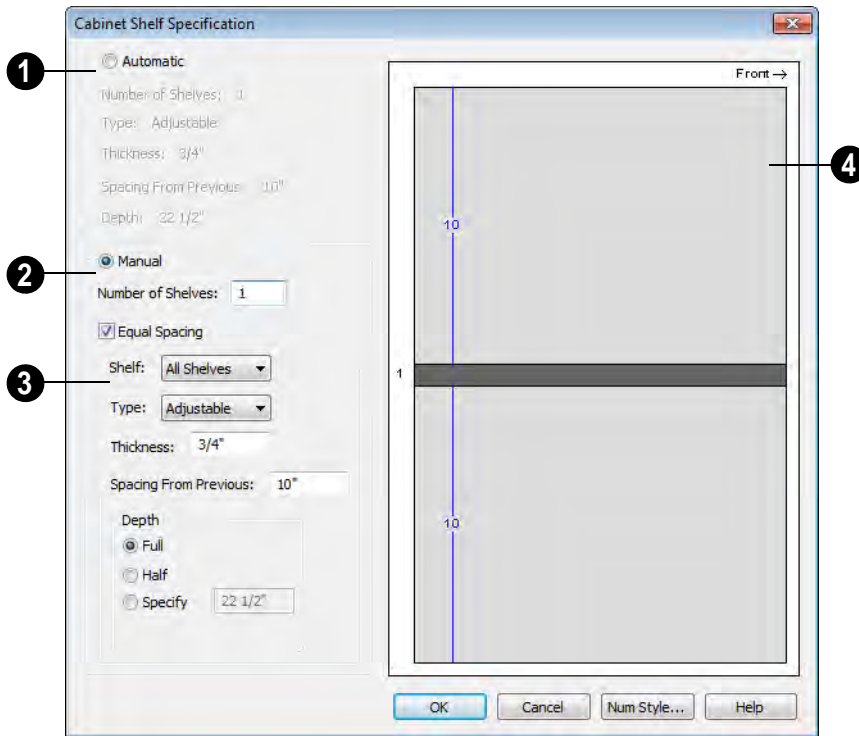 Cabinet Shelf Specification
1
Automatic
Number of Shelves: 1
Type: Adjustable
Thickness: 3/4"
Spacing From Previous: 10"
Depth: 22 1/2"
2
Manual
Number of Shelves: 1
Equal Spacing
3
Shelf: All Shelves
Type: Adjustable
Thickness: 3/4"
Spacing From Previous: 10"
Depth
Full
Half
Specify 22 1/2"
Front →
4
10
1
10
OK Cancel Num Style... Help